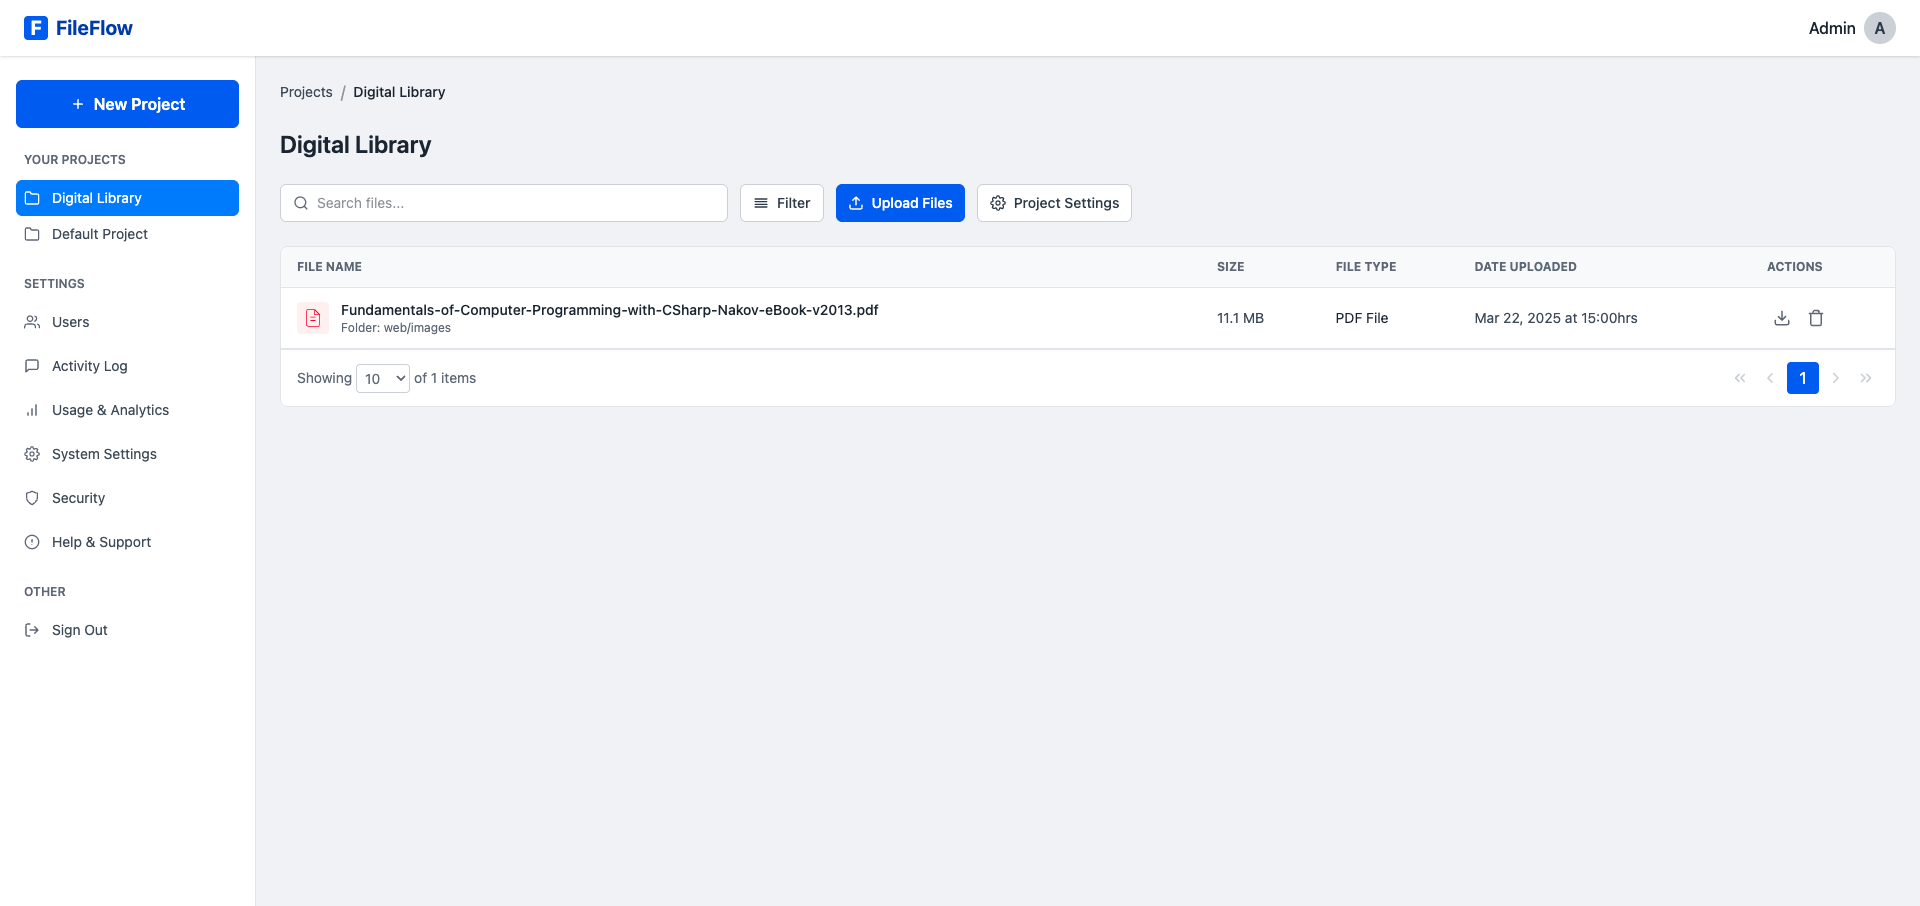 F FileFlow
Admin A
+ New Project
YOUR PROJECTS
Digital Library
Default Project
SETTINGS
Users
Activity Log
Usage & Analytics
System Settings
Security
Help & Support
OTHER
Sign Out
Projects / Digital Library
Digital Library
Search files...
Filter
Upload Files
Project Settings
FILE NAME SIZE FILE TYPE DATE UPLOADED ACTIONS
Fundamentals-of-Computer-Programming-with-CSharp-Nakov-eBook-v2013.pdf 11.1 MB PDF File Mar 22, 2025 at 15:00hrs
Folder: web/images
Showing 10 of 1 items « ‹ 1 › »